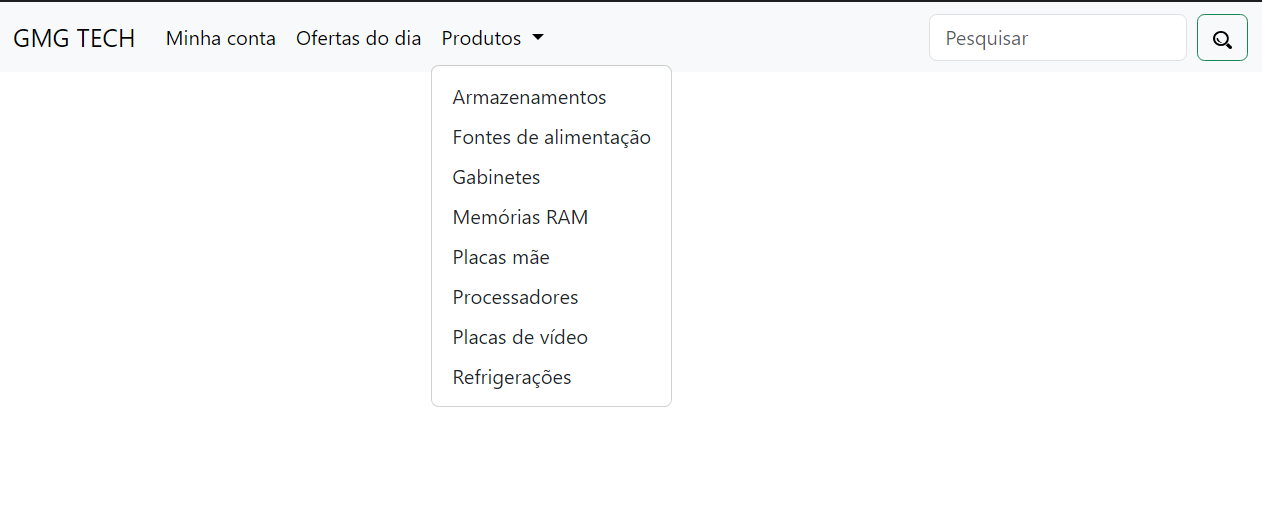 GMG TECH Minha conta Ofertas do dia Produtos Pesquisar
Armazenamentos
Fontes de alimentação
Gabinetes
Memórias RAM
Placas mãe
Processadores
Placas de vídeo
Refrigerações